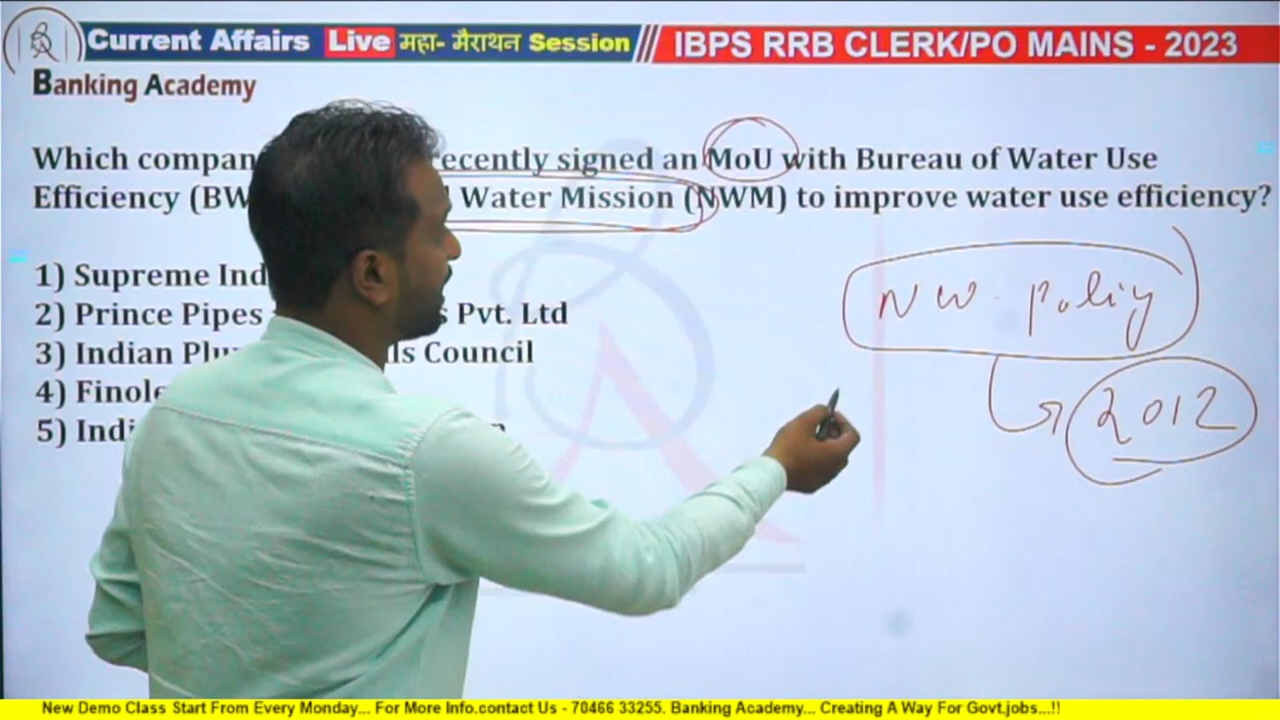 Current Affairs Live महा- मैराथन Session IBPS RRB CLERK/PO MAINS - 2023
Banking Academy
Which compan ecently signed an MoU with Bureau of Water Use
Efficiency (BW Water Mission (NWM) to improve water use efficiency?
1) Supreme Ind
2) Prince Pipes s Pvt. Ltd
3) Indian Plu ls Council
4) Finole
5) Indi
NW. Policy
2012
New Demo Class Start From Every Monday... For More Info.contact Us - 70466 33255. Banking Academy... Creating A Way For Govt.jobs...!!